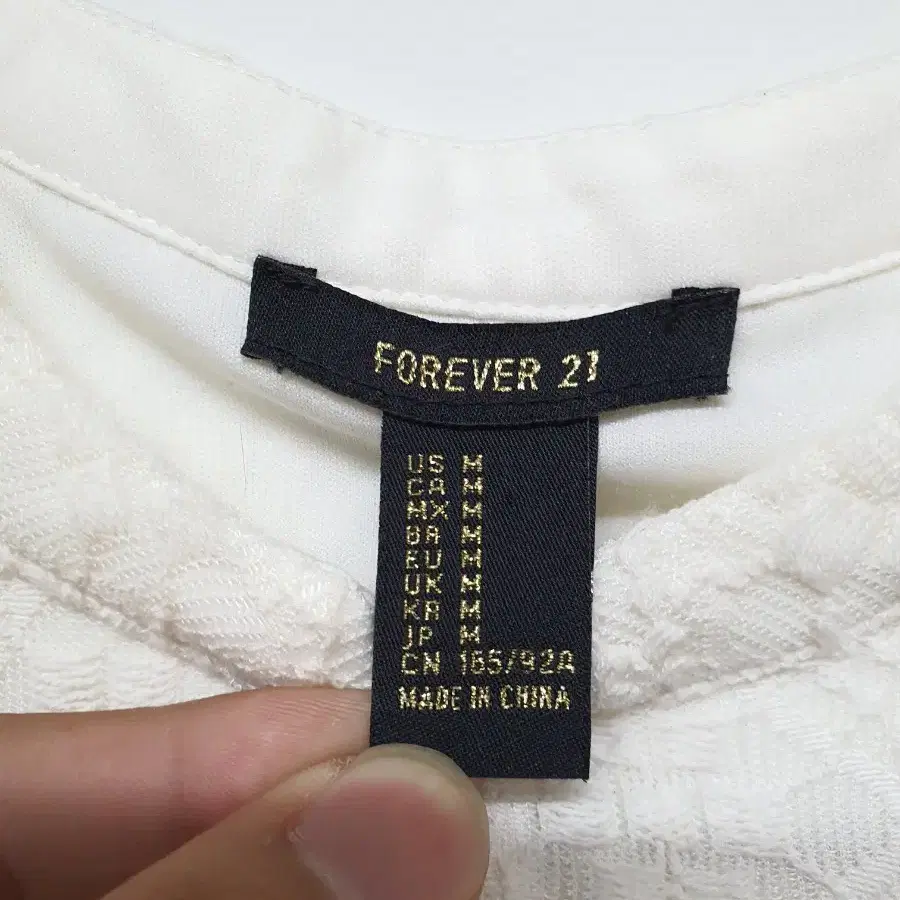 FOREVER 21
US M
CA M
MX M
BR M
EU M
UK M
KR M
JP M
CN 165/92A
MADE IN CHINA